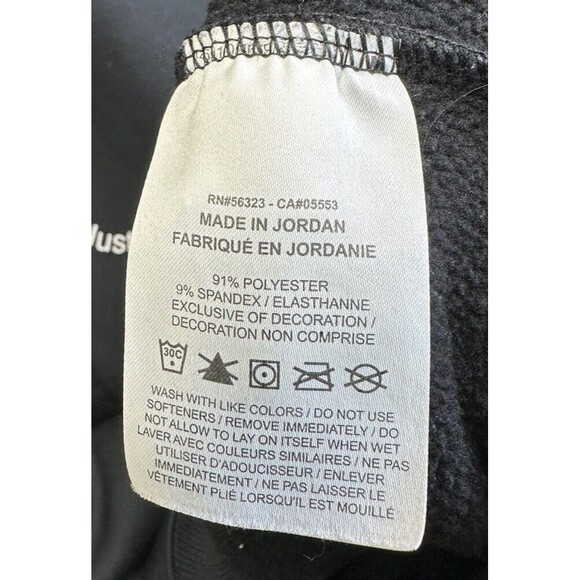 RN#56323 - CA#05553
MADE IN JORDAN
FABRIQUÉ EN JORDANIE
91% POLYESTER
9% SPANDEX / ELASTHANNE
EXCLUSIVE OF DECORATION /
DECORATION NON COMPRISE
30C
WASH WITH LIKE COLORS / DO NOT USE
SOFTENERS / REMOVE IMMEDIATELY / DO
NOT ALLOW TO LAY ON ITSELF WHEN WET
LAVER AVEC COULEURS SIMILAIRES / NE PAS
UTILISER D'ADOUCISSEUR / ENLEVER
IMMEDIATEMENT / NE PAS LAISSER LE
VÊTEMENT PLIÉ LORSQU'IL EST MOUILLÉ
Just